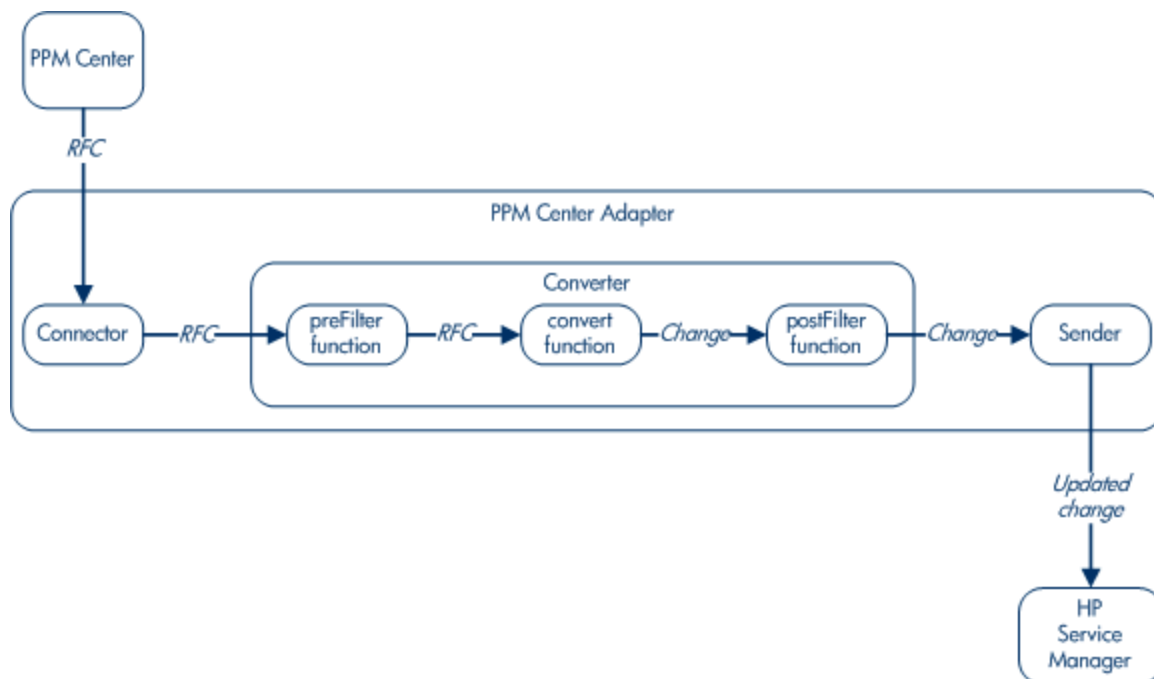 PPM Center
RFC
PPM Center Adapter
Converter
Connector
RFC
preFilter
function
RFC
convert
function
Change
postFilter
function
Change
Sender
Updated
change
HP
Service
Manager